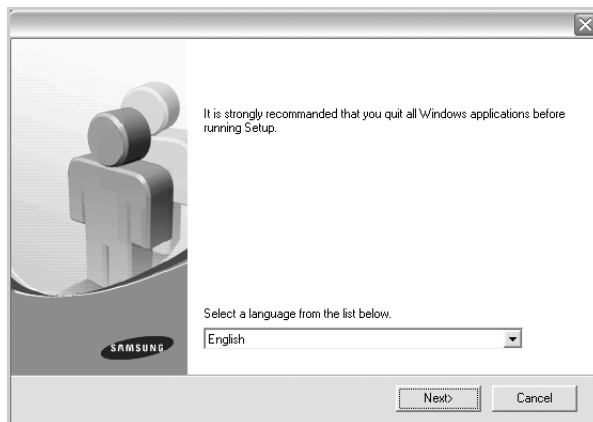 It is strongly recommanded that you quit all Windows applications before
running Setup.
Select a language from the list below.
English
SAMSUNG
Next>
Cancel